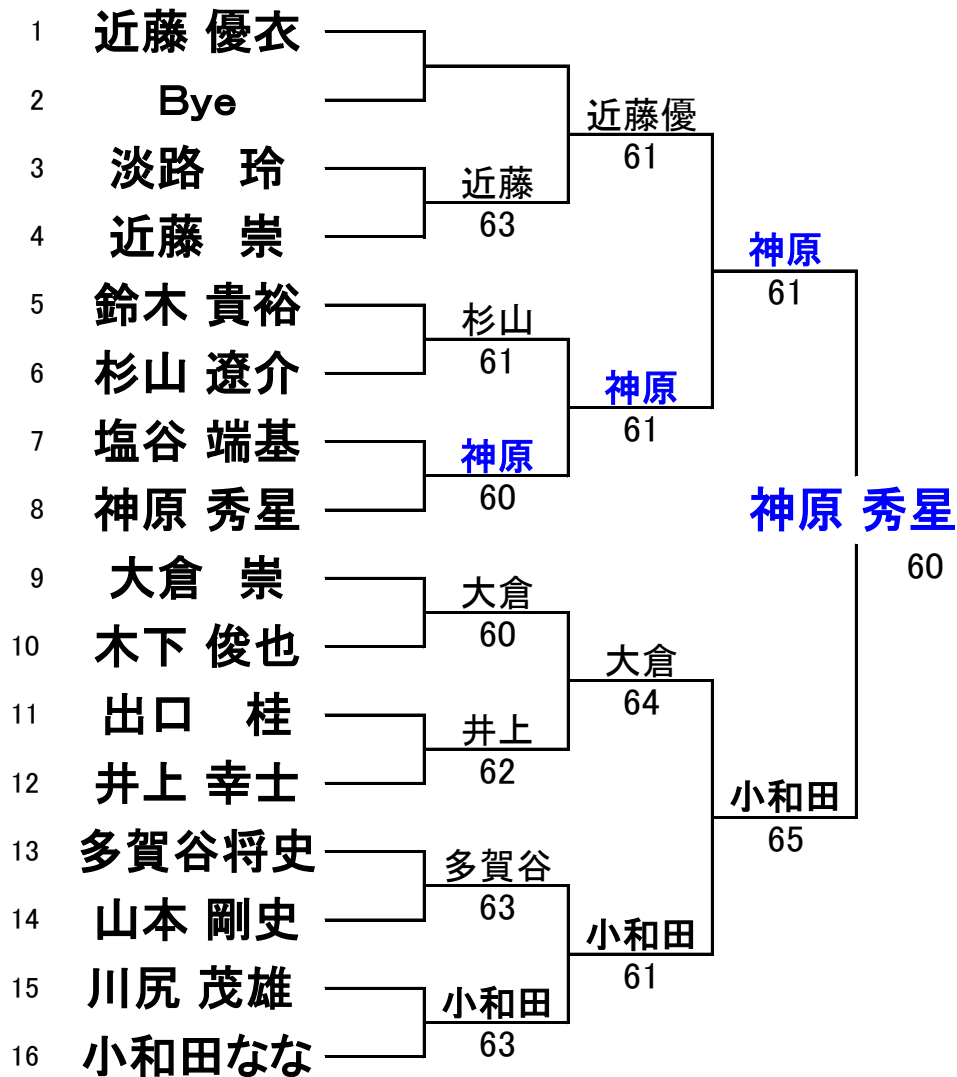 1 近藤 優衣
2 Bye
近藤優
61
3 淡路 玲
近藤
63
4 近藤 崇
神原
61
5 鈴木 貴裕
杉山
61
6 杉山 遼介
神原
61
7 塩谷 端基
神原
60
8 神原 秀星
神原 秀星
60
9 大倉 崇
大倉
60
10 木下 俊也
大倉
64
11 出口 桂
井上
62
12 井上 幸士
小和田
65
13 多賀谷将史
多賀谷
63
14 山本 剛史
小和田
61
15 川尻 茂雄
小和田
63
16 小和田なな